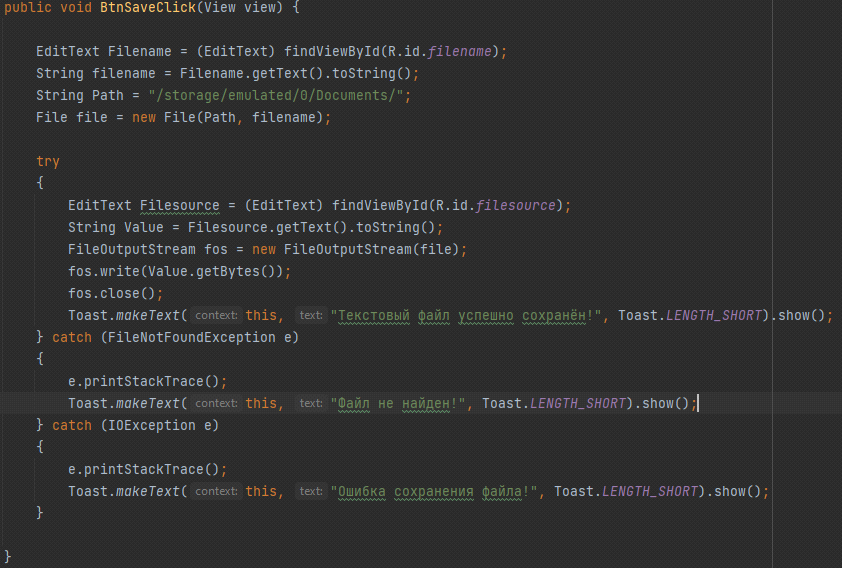 public void BtnSaveClick(View view) {
EditText Filename = (EditText) findViewById(R.id.filename);
String filename = Filename.getText().toString();
String Path = "/storage/emulated/0/Documents/";
File file = new File(Path, filename);
try
{
EditText Filesource = (EditText) findViewById(R.id.filesource);
String Value = Filesource.getText().toString();
FileOutputStream fos = new FileOutputStream(file);
fos.write(Value.getBytes());
fos.close();
Toast.makeText( context: this, text: "Текстовый файл успешно сохранён!", Toast.LENGTH_SHORT).show();
} catch (FileNotFoundException e)
{
e.printStackTrace();
Toast.makeText( context: this, text: "Файл не найден!", Toast.LENGTH_SHORT).show();
} catch (IOException e)
{
e.printStackTrace();
Toast.makeText( context: this, text: "Ошибка сохранения файла!", Toast.LENGTH_SHORT).show();
}
}